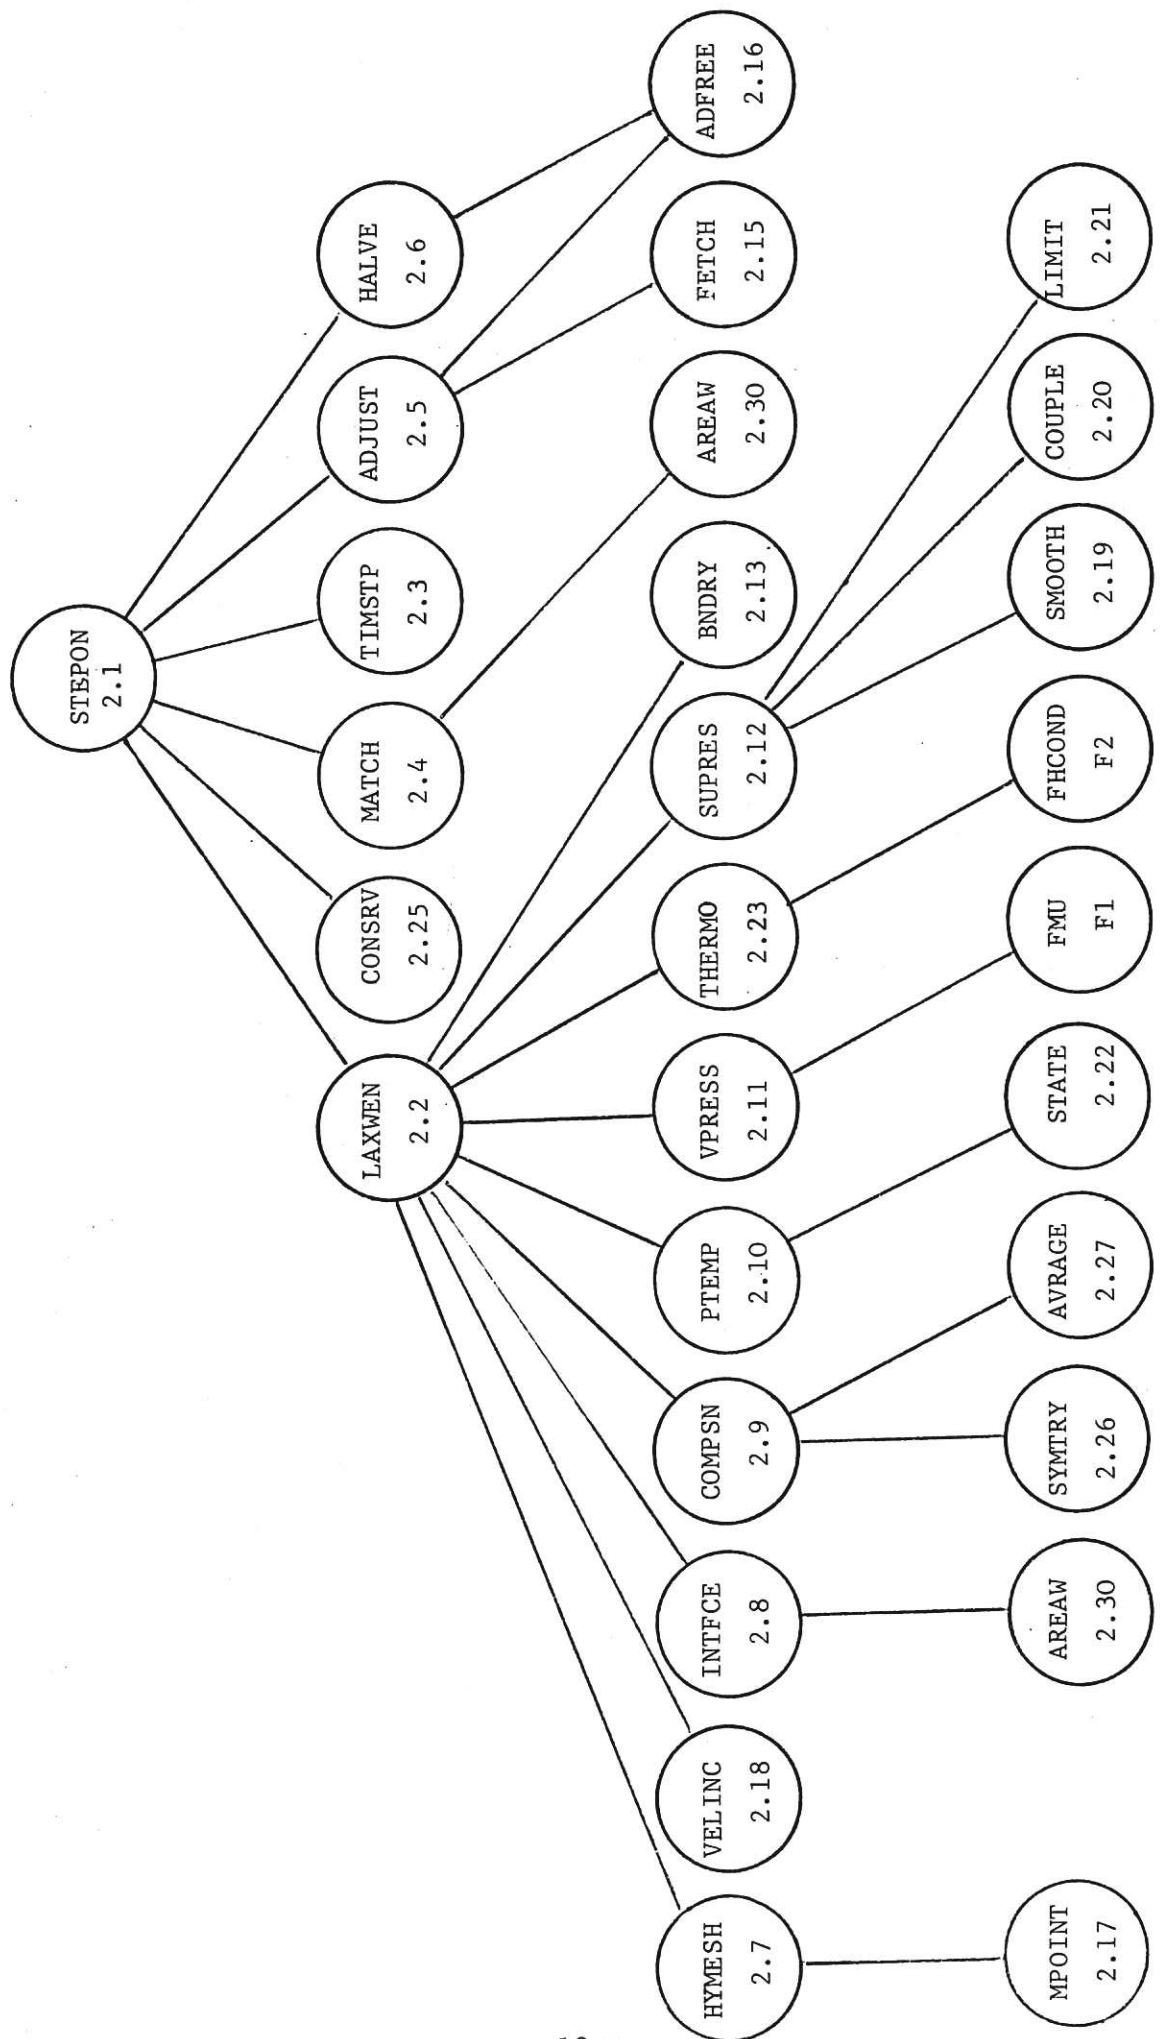 STEPON
2.1
LAXWEN
2.2
CONSRV
2.25
MATCH
2.4
TIMSTP
2.3
ADJUST
2.5
HALVE
2.6
HYMESH
2.7
VELINC
2.18
INTFCE
2.8
COMPSN
2.9
PTEMP
2.10
VPRESS
2.11
THERMO
2.23
SUPRES
2.12
BNDRY
2.13
AREAW
2.30
FETCH
2.15
ADFREE
2.16
MPOINT
2.17
AREAW
2.30
SYMTRY
2.26
AVRAGE
2.27
STATE
2.22
FMU
F1
FHCOND
F2
SMOOTH
2.19
COUPLE
2.20
LIMIT
2.21